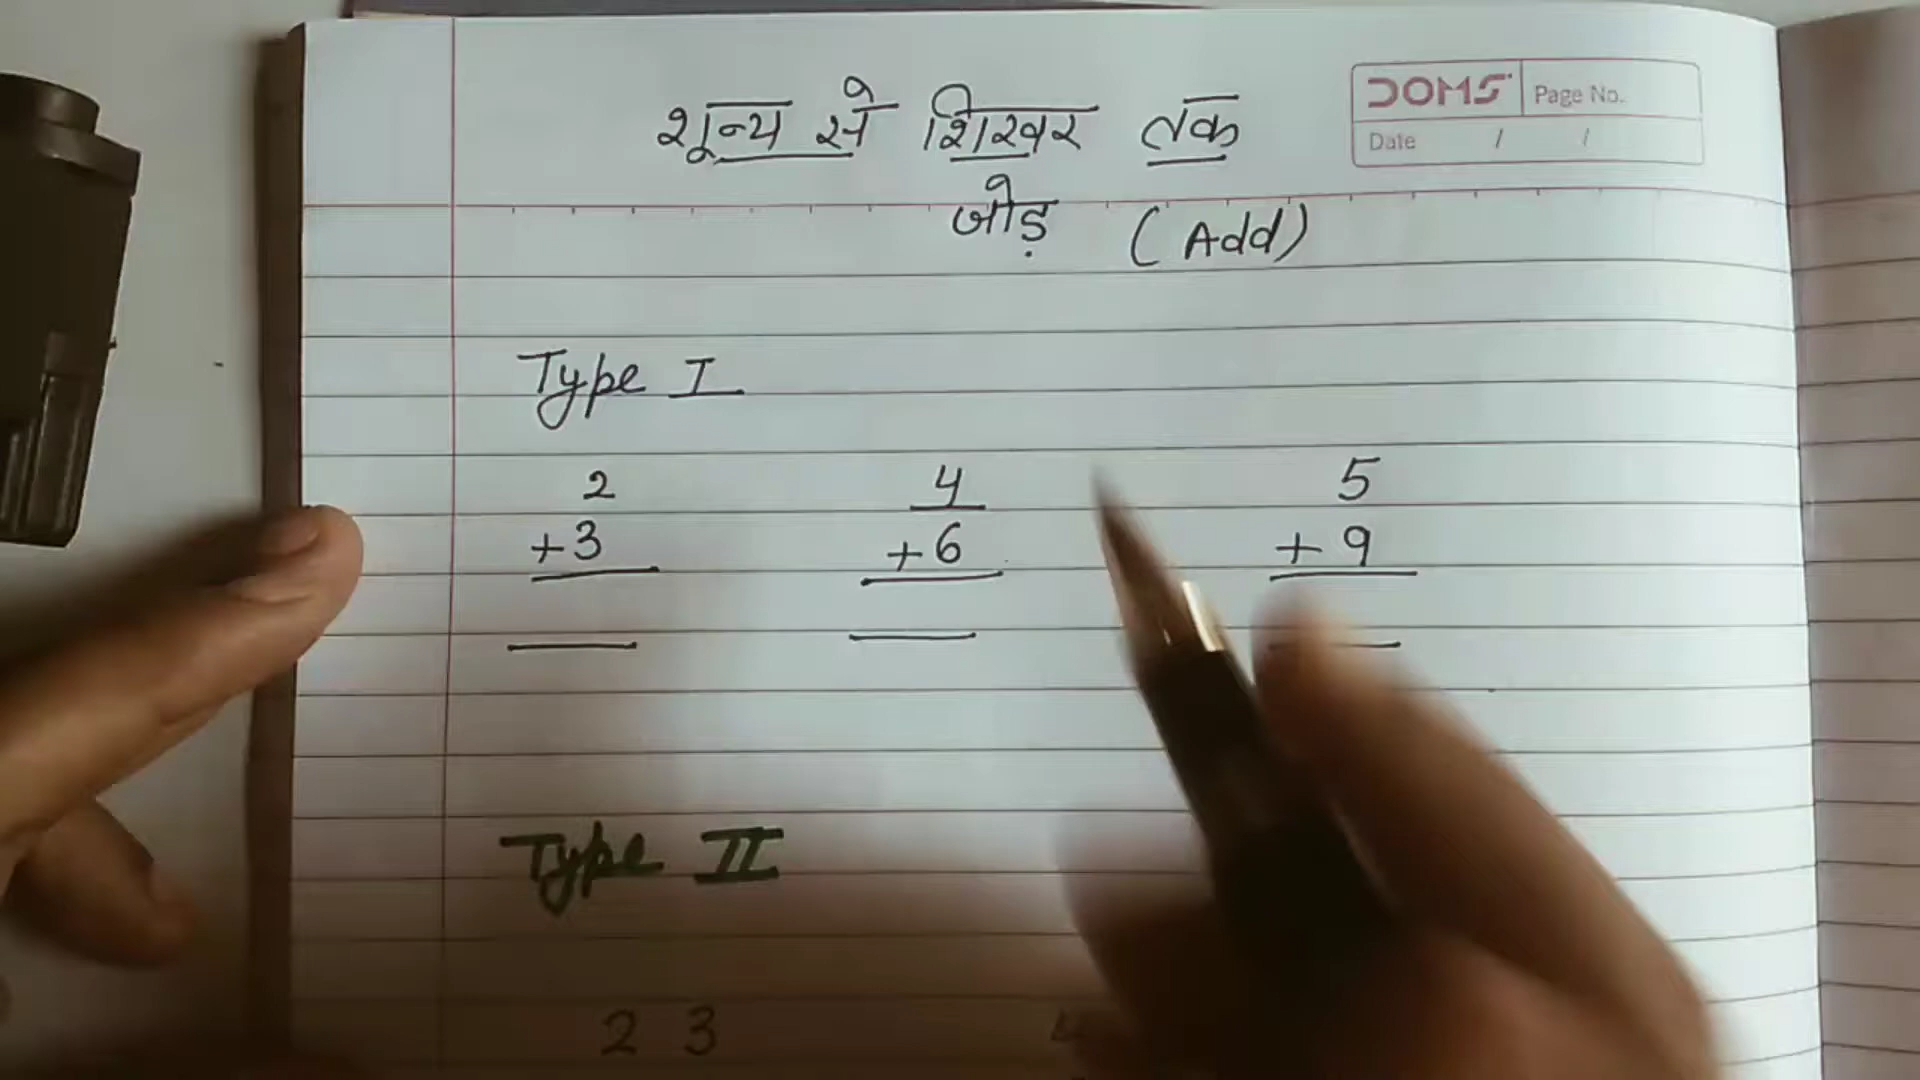 शून्य से शिखर तक
DOMS Page No.
Date / /
जोड़ (Add)
Type I
2 4 5
+3 +6 +9
Type II
2 3